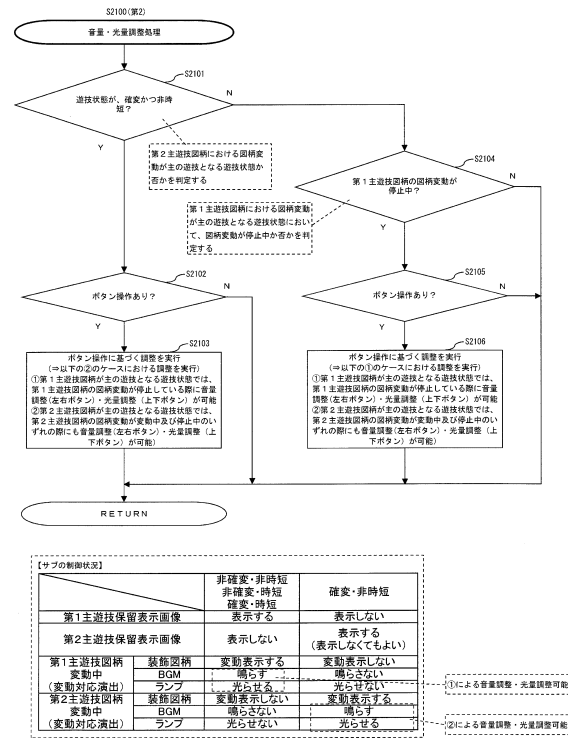 S2100(第2)
音量・光量調整処理
S2101
遊技状態が、確変かつ非時
短？
N
Y
第２主遊技図柄における図柄変
動が主の遊技となる遊技状態か
否かを判定する
S2104
第１主遊技図柄の図柄変動が
停止中？
N
Y
第１主遊技図柄における図柄変動
が主の遊技となる遊技状態におい
て、図柄変動が停止中か否かを判
定する
S2102
ボタン操作あり？
N
Y
S2105
ボタン操作あり？
N
Y
S2103
ボタン操作に基づく調整を実行
(⇒以下の②のケースにおける調整を実行)
①第１主遊技図柄が主の遊技となる遊技状態では、
第１主遊技図柄の図柄変動が停止している際に音量
調整(左右ボタン)・光量調整（上下ボタン）が可能
②第２主遊技図柄が主の遊技となる遊技状態では、
第２主遊技図柄の図柄変動が変動中及び停止中のい
ずれの際にも音量調整(左右ボタン)・光量調整（上
下ボタン）が可能）
S2106
ボタン操作に基づく調整を実行
(⇒以下の①のケースにおける調整を実行)
①第１主遊技図柄が主の遊技となる遊技状態では、
第１主遊技図柄の図柄変動が停止している際に音量
調整(左右ボタン)・光量調整（上下ボタン）が可能
②第２主遊技図柄が主の遊技となる遊技状態では、
第２主遊技図柄の図柄変動が変動中及び停止中のい
ずれの際にも音量調整(左右ボタン)・光量調整（上
下ボタン）が可能）
RETURN
【サブの制御状況】
非確変・非時短
非確変・時短
確変・時短
確変・非時短
第１主遊技保留表示画像 表示する 表示しない
第２主遊技保留表示画像 表示しない 表示する
(表示しなくてもよい)
第１主遊技図柄 装飾図柄 変動表示する 変動表示しない
変動中 BGM 鳴らす 鳴らさない
(変動対応演出) ランプ 光らせる 光らせない
第２主遊技図柄 装飾図柄 変動表示しない 変動表示する
変動中 BGM 鳴らさない 鳴らす
(変動対応演出) ランプ 光らせない 光らせる
①による音量調整・光量調整可能
②による音量調整・光量調整可能